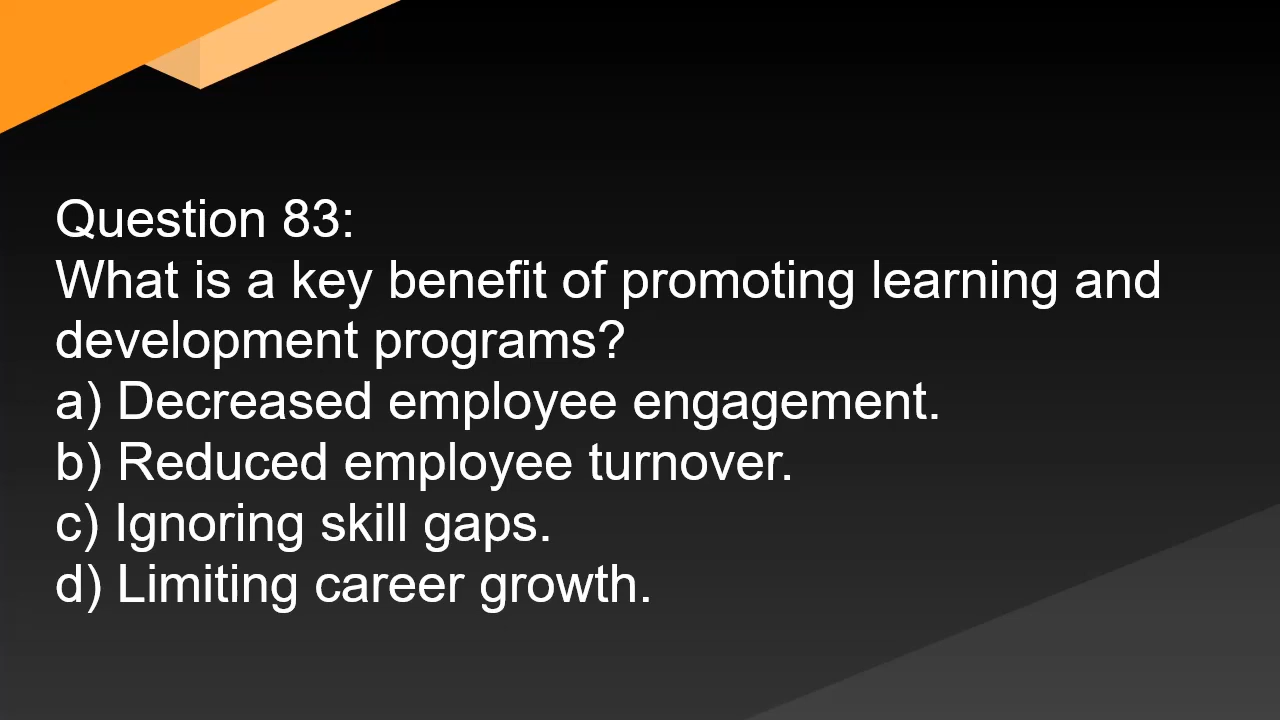 Question 83:
What is a key benefit of promoting learning and
development programs?
a) Decreased employee engagement.
b) Reduced employee turnover.
c) Ignoring skill gaps.
d) Limiting career growth.